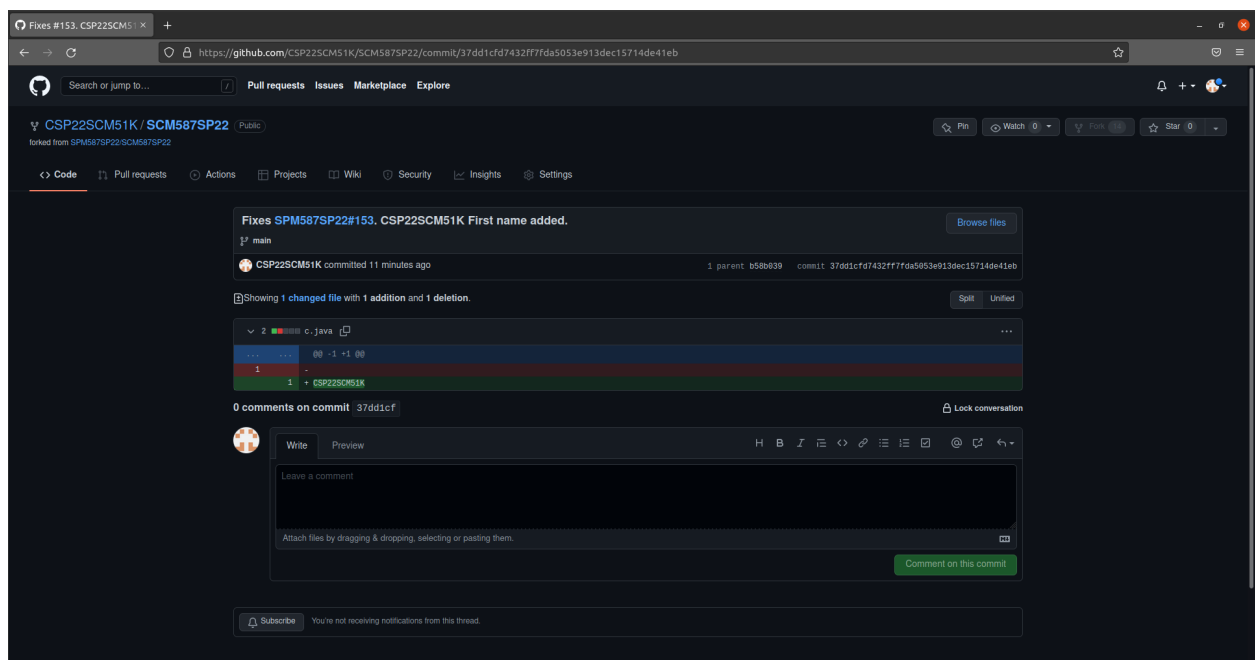 Fixes #153. CSP22SCM51
https://github.com/CSP22SCM51K/SCM587SP22/commit/37dd1cfd7432ff7fda5053e913dec15714de41eb
Search or jump to... / Pull requests Issues Marketplace Explore
CSP22SCM51K / SCM587SP22 Public
Pin Watch 0 Fork 14 Star 0
forked from SPM587SP22/SCM587SP22
<> Code Pull requests Actions Projects Wiki Security Insights Settings
Fixes SPM587SP22#153. CSP22SCM51K First name added.
Browse files
main
CSP22SCM51K committed 11 minutes ago 1 parent b58b039 commit 37dd1cfd7432ff7fda5053e913dec15714de41eb
Showing 1 changed file with 1 addition and 1 deletion. Split Unified
2 c.java ...
... ... @@ -1 +1 @@
1 -
1 + CSP22SCM51K
0 comments on commit 37dd1cf Lock conversation
Write Preview H B I <> @
Leave a comment
Attach files by dragging & dropping, selecting or pasting them.
Comment on this commit
Subscribe You're not receiving notifications from this thread.